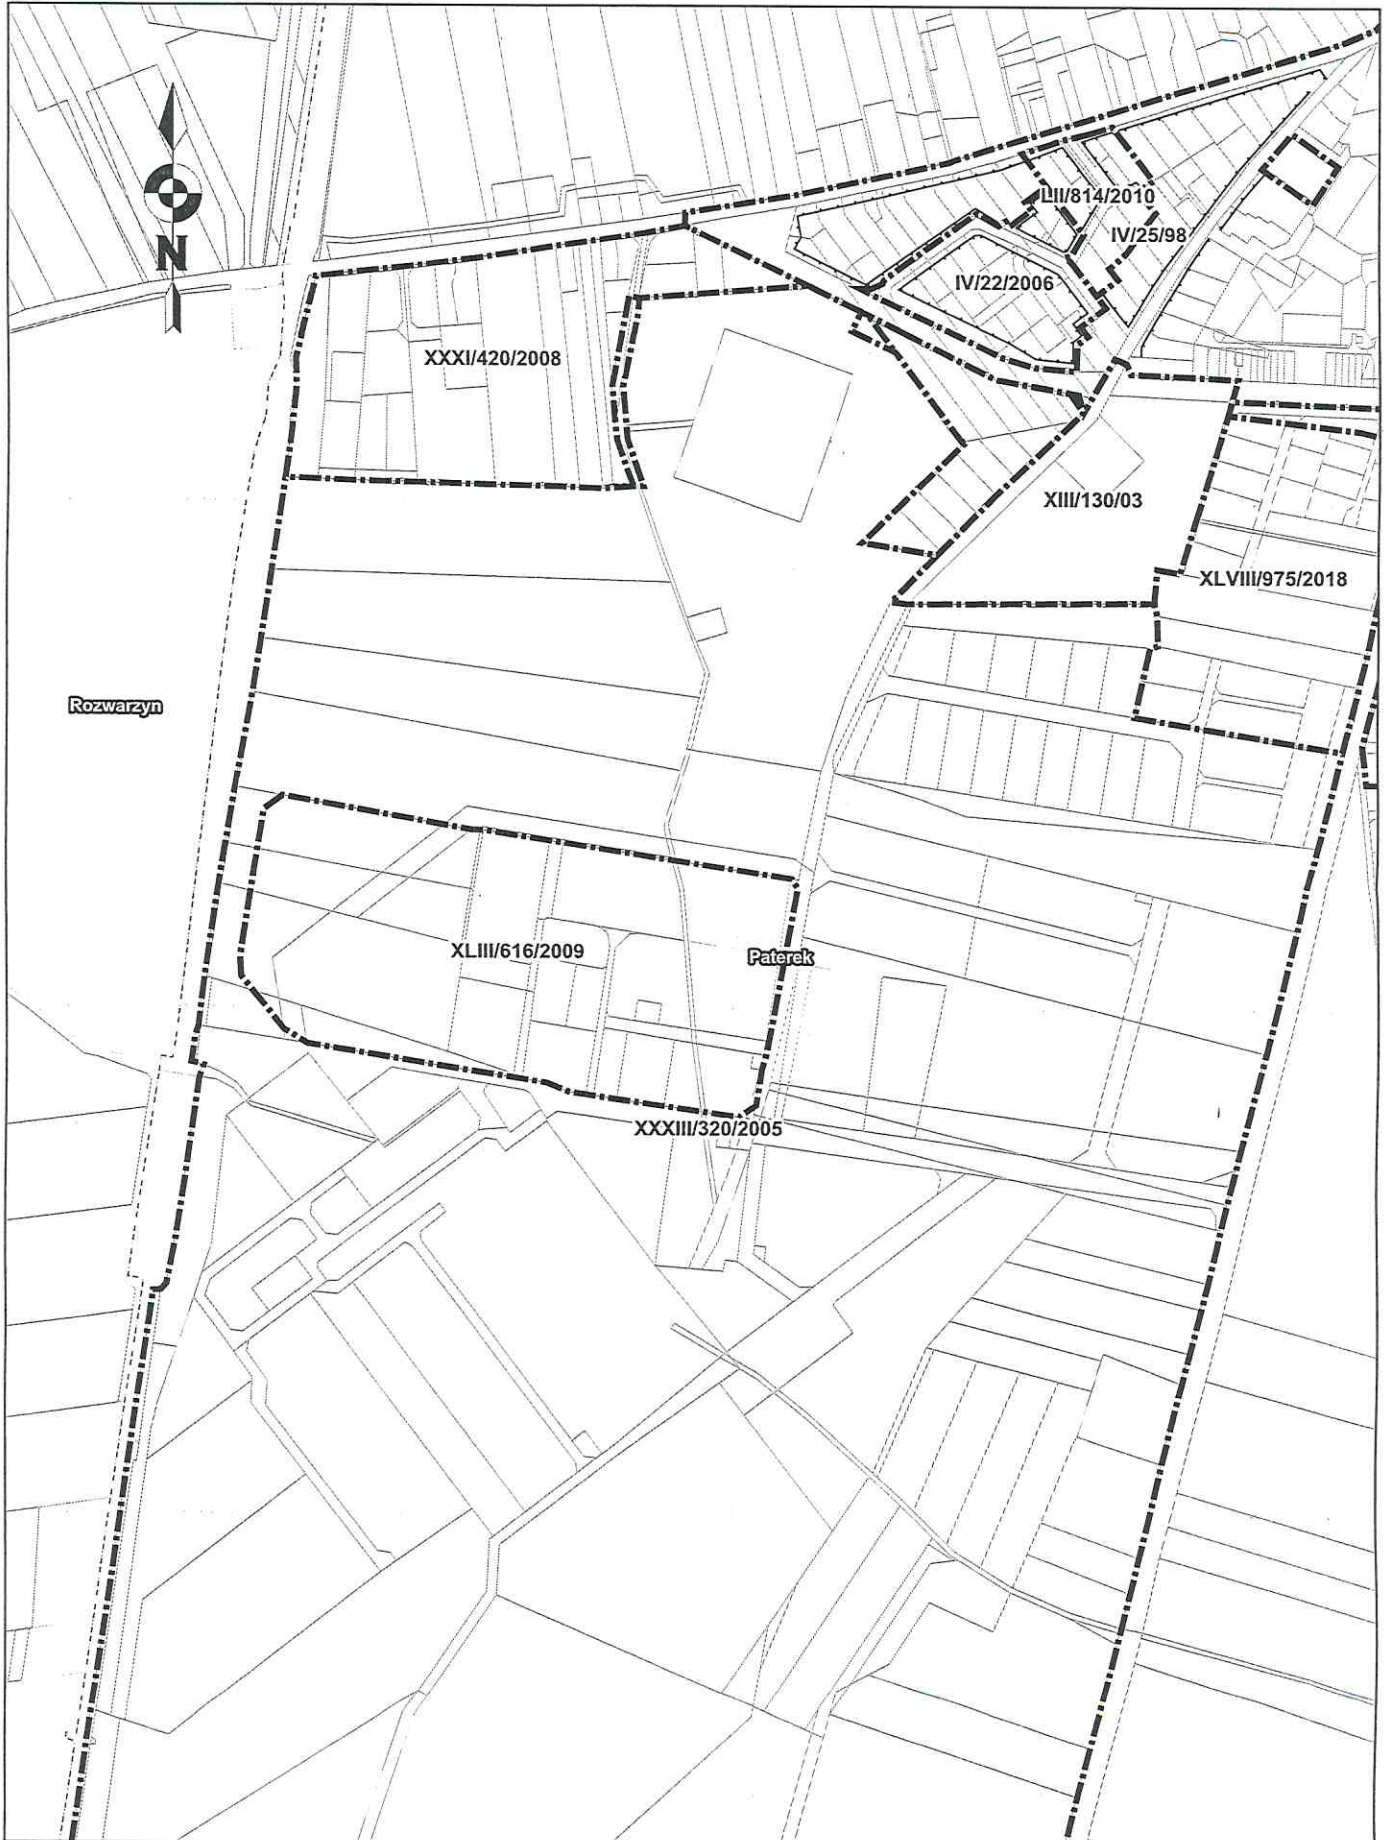 LII/814/2010
IV/25/98
N
IV/22/2006
XXXI/420/2008
XIII/130/03
XLVIII/975/2018
Rozwarzyn
XLIII/616/2009
Paterek
XXXIII/320/2005